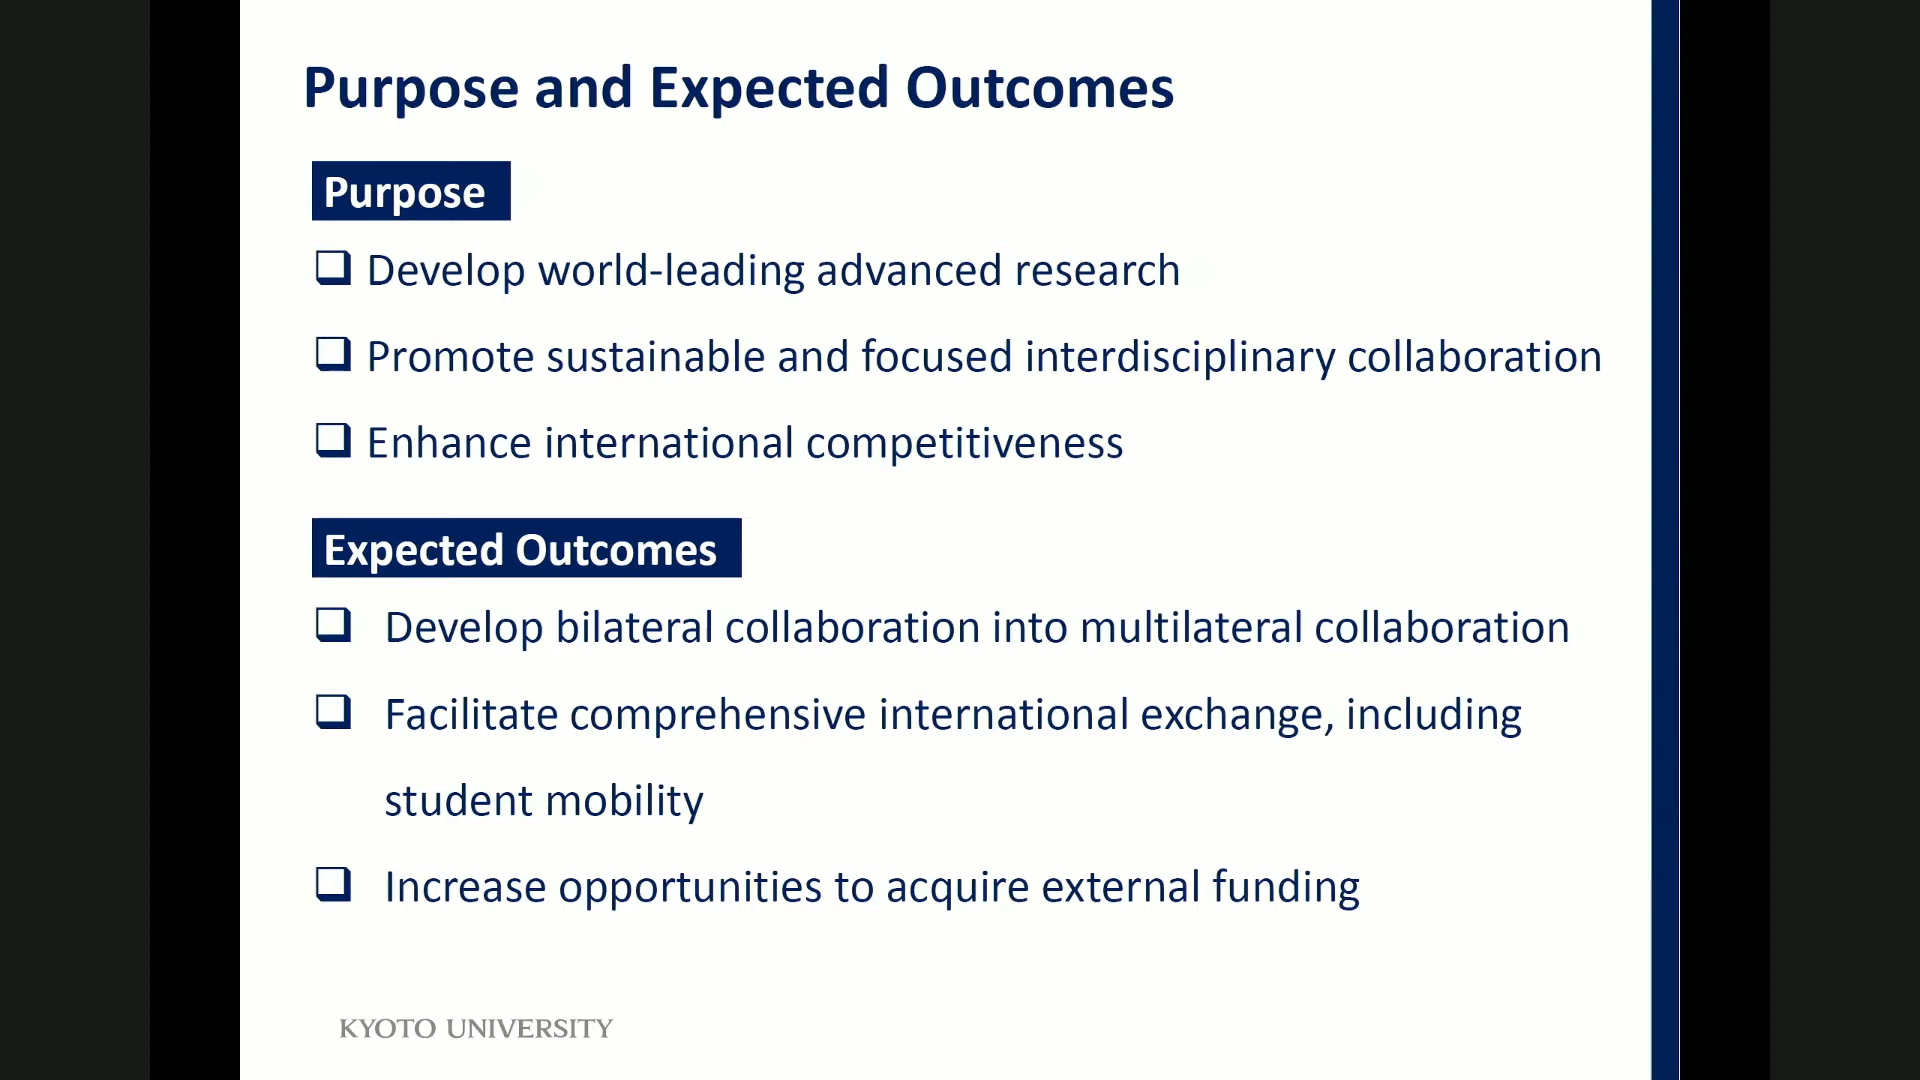 Purpose and Expected Outcomes
Purpose
Develop world-leading advanced research
Promote sustainable and focused interdisciplinary collaboration
Enhance international competitiveness
Expected Outcomes
Develop bilateral collaboration into multilateral collaboration
Facilitate comprehensive international exchange, including
student mobility
Increase opportunities to acquire external funding
KYOTO UNIVERSITY